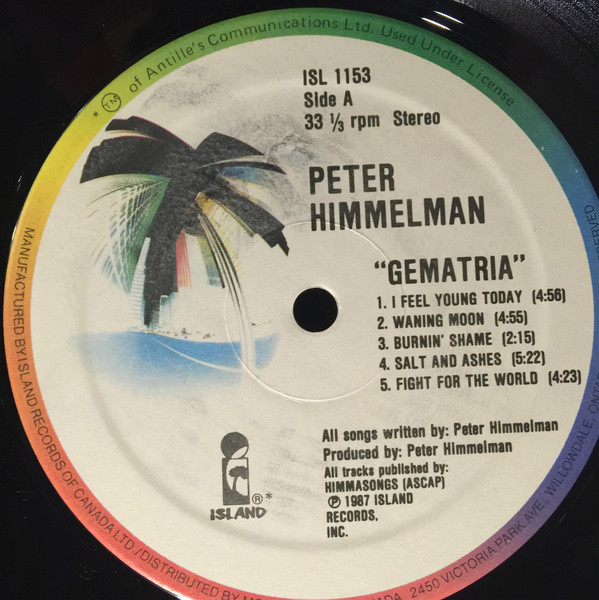 * TM of Antille's Communications Ltd. Used Under License
ISL 1153
Side A
33 ⅓ rpm Stereo
PETER
HIMMELMAN
"GEMATRIA"
1. I FEEL YOUNG TODAY (4:56)
2. WANING MOON (4:55)
3. BURNIN' SHAME (2:15)
4. SALT AND ASHES (5:22)
5. FIGHT FOR THE WORLD (4:23)
All songs written by: Peter Himmelman
Produced by: Peter Himmelman
All tracks published by:
HIMMASONGS (ASCAP)
℗ 1987 ISLAND
RECORDS,
INC.
i
ISLAND ®*
MANUFACTURED BY ISLAND RECORDS OF CANADA LTD./DISTRIBUTED BY 2450 VICTORIA PARK AVE., WILLOWDALE,